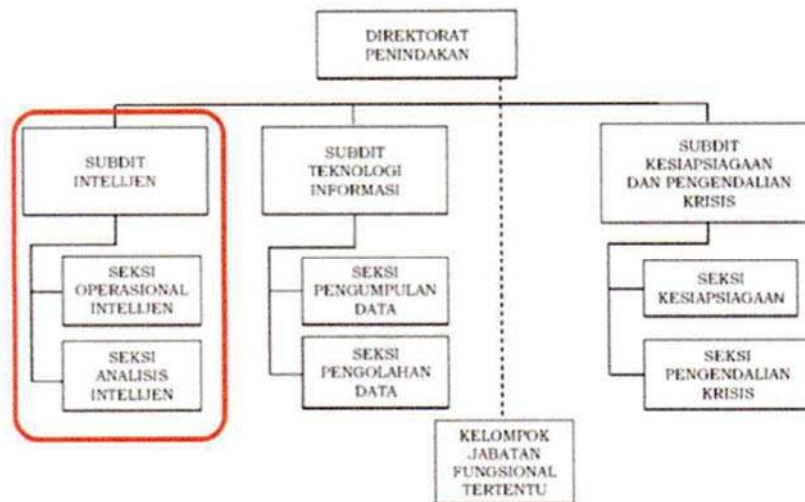 DIREKTORAT
PENINDAKAN
SUBDIT
INTELIJEN
SUBDIT
TEKNOLOGI
INFORMASI
SUBDIT
KESIAPSIAGAAN
DAN PENGENDALIAN
KRISIS
SEKSI
OPERASIONAL
INTELIJEN
SEKSI
PENGUMPULAN
DATA
SEKSI
KESIAPSIAGAAN
SEKSI
ANALISIS
INTELIJEN
SEKSI
PENGOLAHAN
DATA
SEKSI
PENGENDALIAN
KRISIS
KELOMPOK
JABATAN
FUNGSIONAL
TERTENTU